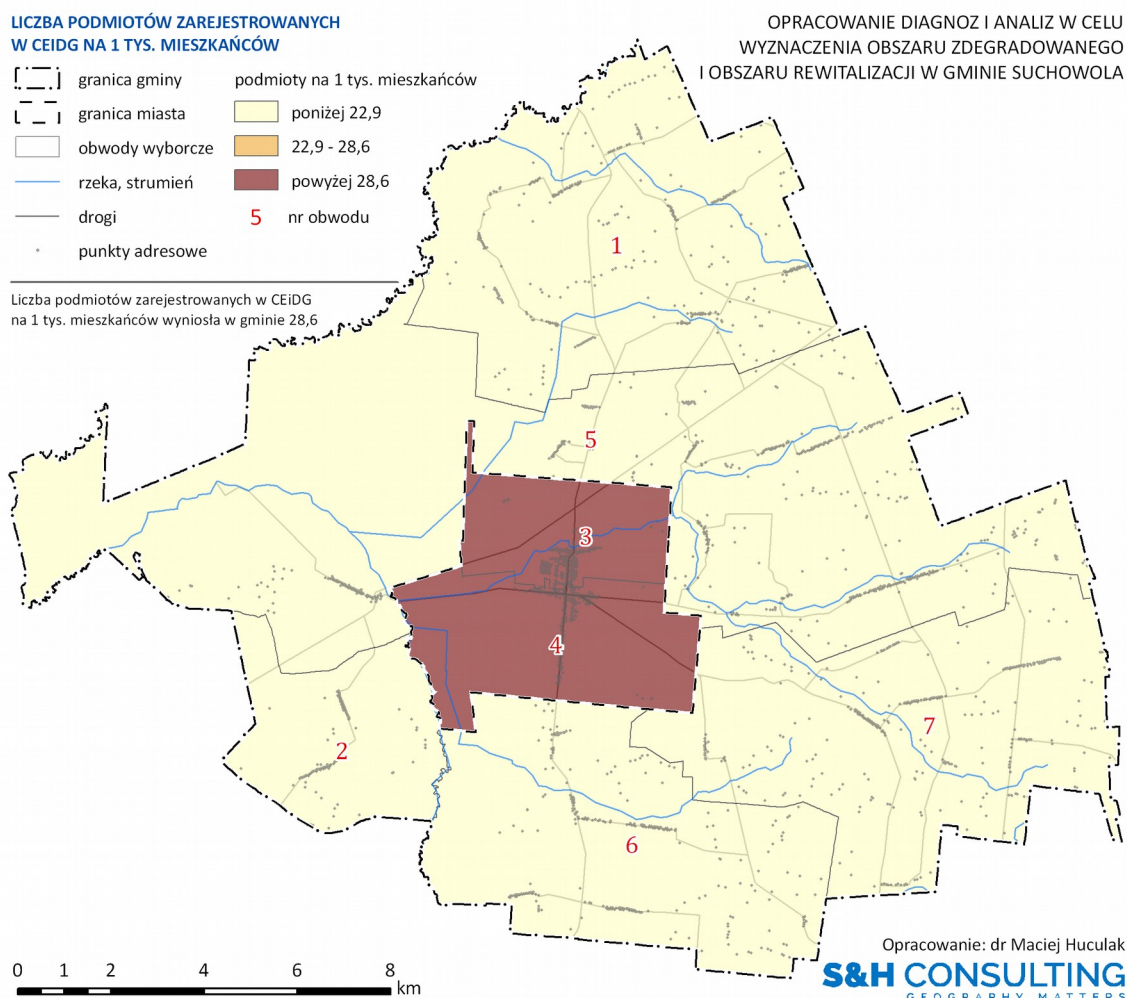 LICZBA PODMIOTÓW ZAREJESTROWANYCH
W CEIDG NA 1 TYS. MIESZKAŃCÓW
granica gminy
granica miasta
obwody wyborcze
rzeka, strumień
drogi
punkty adresowe
podmioty na 1 tys. mieszkańców
poniżej 22,9
22,9 - 28,6
powyżej 28,6
5 nr obwodu
Liczba podmiotów zarejestrowanych w CEiDG
na 1 tys. mieszkańców wyniosła w gminie 28,6
OPRACOWANIE DIAGNOZ I ANALIZ W CELU
WYZNACZENIA OBSZARU ZDEGRADOWANEGO
I OBSZARU REWITALIZACJI W GMINIE SUCHOWOLA
1
5
3
4
2
7
6
0 1 2 4 6 8 km
Opracowanie: dr Maciej Huculak
S&H CONSULTING
GEOGRAPHY MATTERS